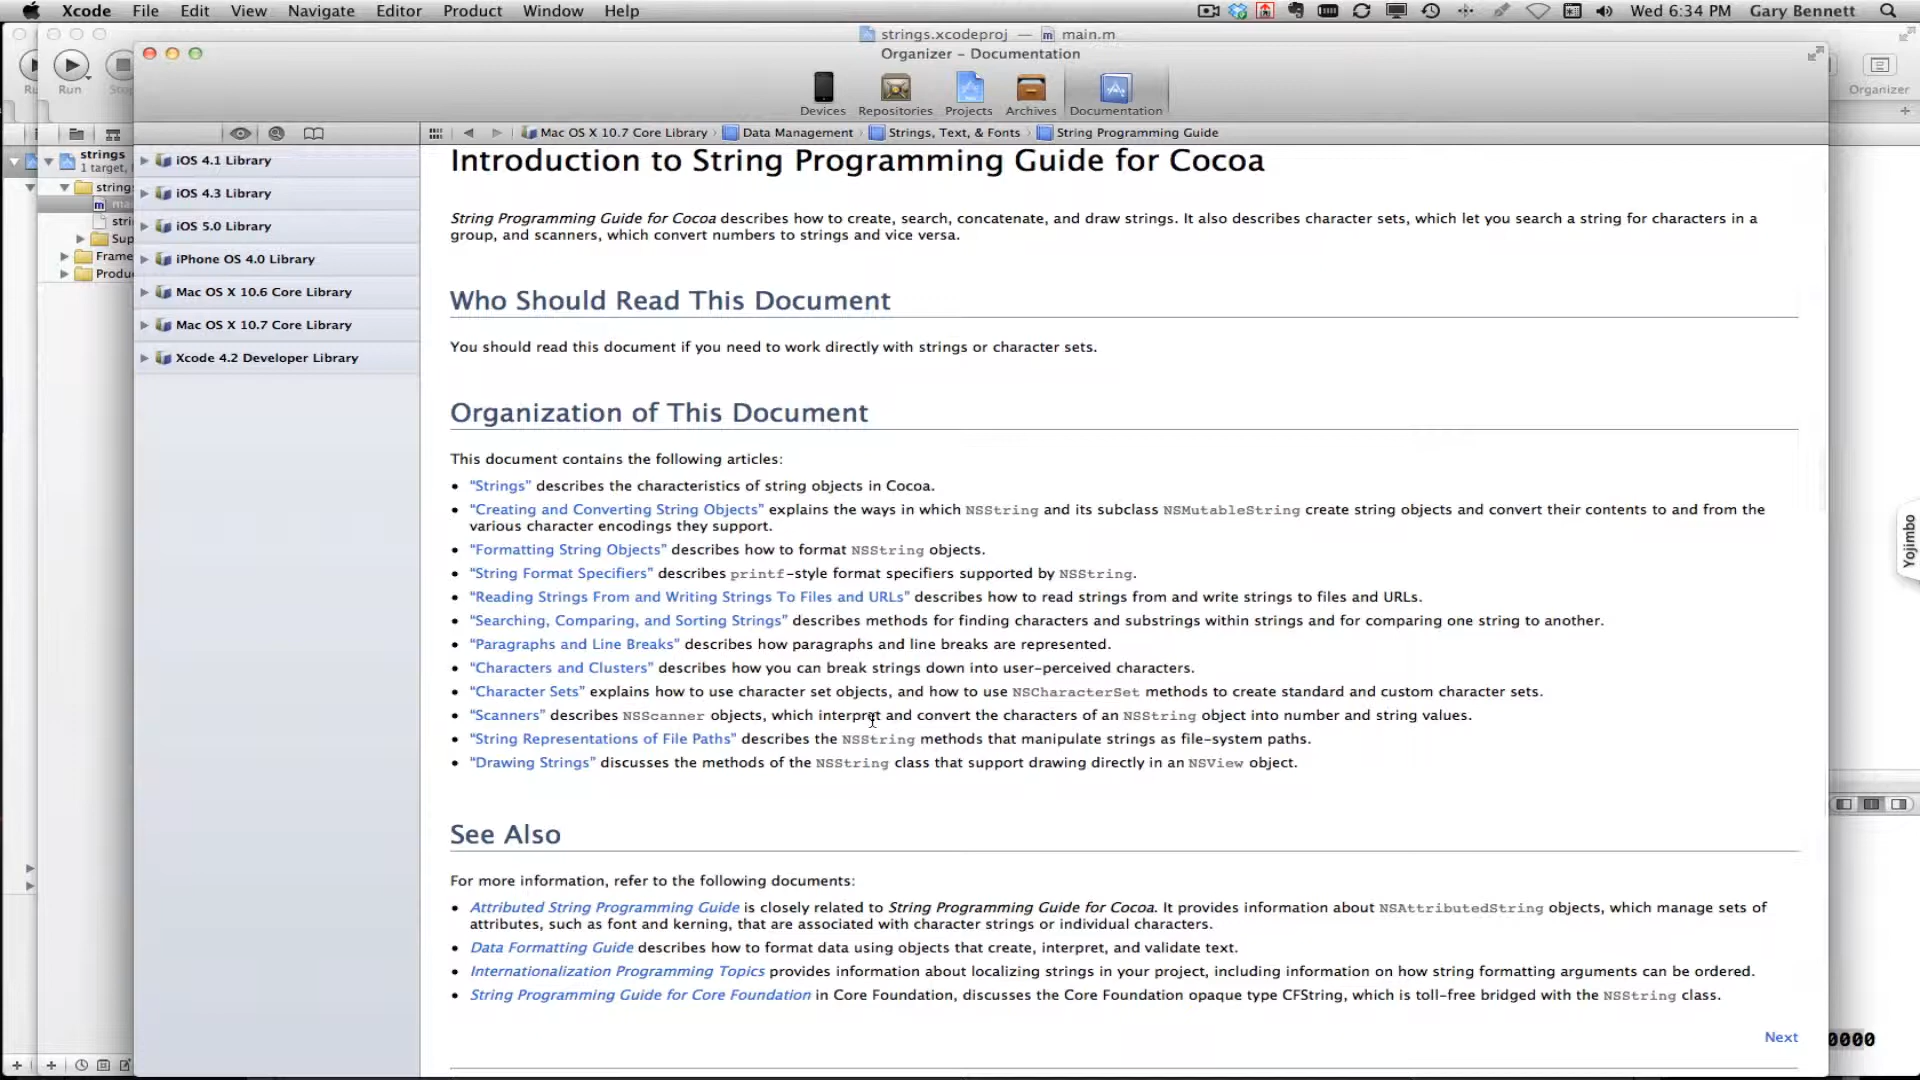 Xcode File Edit View Navigate Editor Product Window Help Wed 6:34 PM Gary Bennett
strings.xcodeproj — main.m
Organizer – Documentation
Run
Devices Repositories Projects Archives Documentation
Organizer
Mac OS X 10.7 Core Library Data Management Strings, Text, & Fonts String Programming Guide
strings
1 target,
iOS 4.1 Library
iOS 4.3 Library
iOS 5.0 Library
iPhone OS 4.0 Library
Mac OS X 10.6 Core Library
Mac OS X 10.7 Core Library
Xcode 4.2 Developer Library
Introduction to String Programming Guide for Cocoa
String Programming Guide for Cocoa describes how to create, search, concatenate, and draw strings. It also describes character sets, which let you search a string for characters in a
group, and scanners, which convert numbers to strings and vice versa.
Who Should Read This Document
You should read this document if you need to work directly with strings or character sets.
Organization of This Document
This document contains the following articles:
• “Strings” describes the characteristics of string objects in Cocoa.
• “Creating and Converting String Objects” explains the ways in which NSString and its subclass NSMutableString create string objects and convert their contents to and from the
various character encodings they support.
• “Formatting String Objects” describes how to format NSString objects.
• “String Format Specifiers” describes printf-style format specifiers supported by NSString.
• “Reading Strings From and Writing Strings To Files and URLs” describes how to read strings from and write strings to files and URLs.
• “Searching, Comparing, and Sorting Strings” describes methods for finding characters and substrings within strings and for comparing one string to another.
• “Paragraphs and Line Breaks” describes how paragraphs and line breaks are represented.
• “Characters and Clusters” describes how you can break strings down into user-perceived characters.
• “Character Sets” explains how to use character set objects, and how to use NSCharacterSet methods to create standard and custom character sets.
• “Scanners” describes NSScanner objects, which interpret and convert the characters of an NSString object into number and string values.
• “String Representations of File Paths” describes the NSString methods that manipulate strings as file-system paths.
• “Drawing Strings” discusses the methods of the NSString class that support drawing directly in an NSView object.
See Also
For more information, refer to the following documents:
• Attributed String Programming Guide is closely related to String Programming Guide for Cocoa. It provides information about NSAttributedString objects, which manage sets of
attributes, such as font and kerning, that are associated with character strings or individual characters.
• Data Formatting Guide describes how to format data using objects that create, interpret, and validate text.
• Internationalization Programming Topics provides information about localizing strings in your project, including information on how string formatting arguments can be ordered.
• String Programming Guide for Core Foundation in Core Foundation, discusses the Core Foundation opaque type CFString, which is toll-free bridged with the NSString class.
Next
Yojimbo
0000